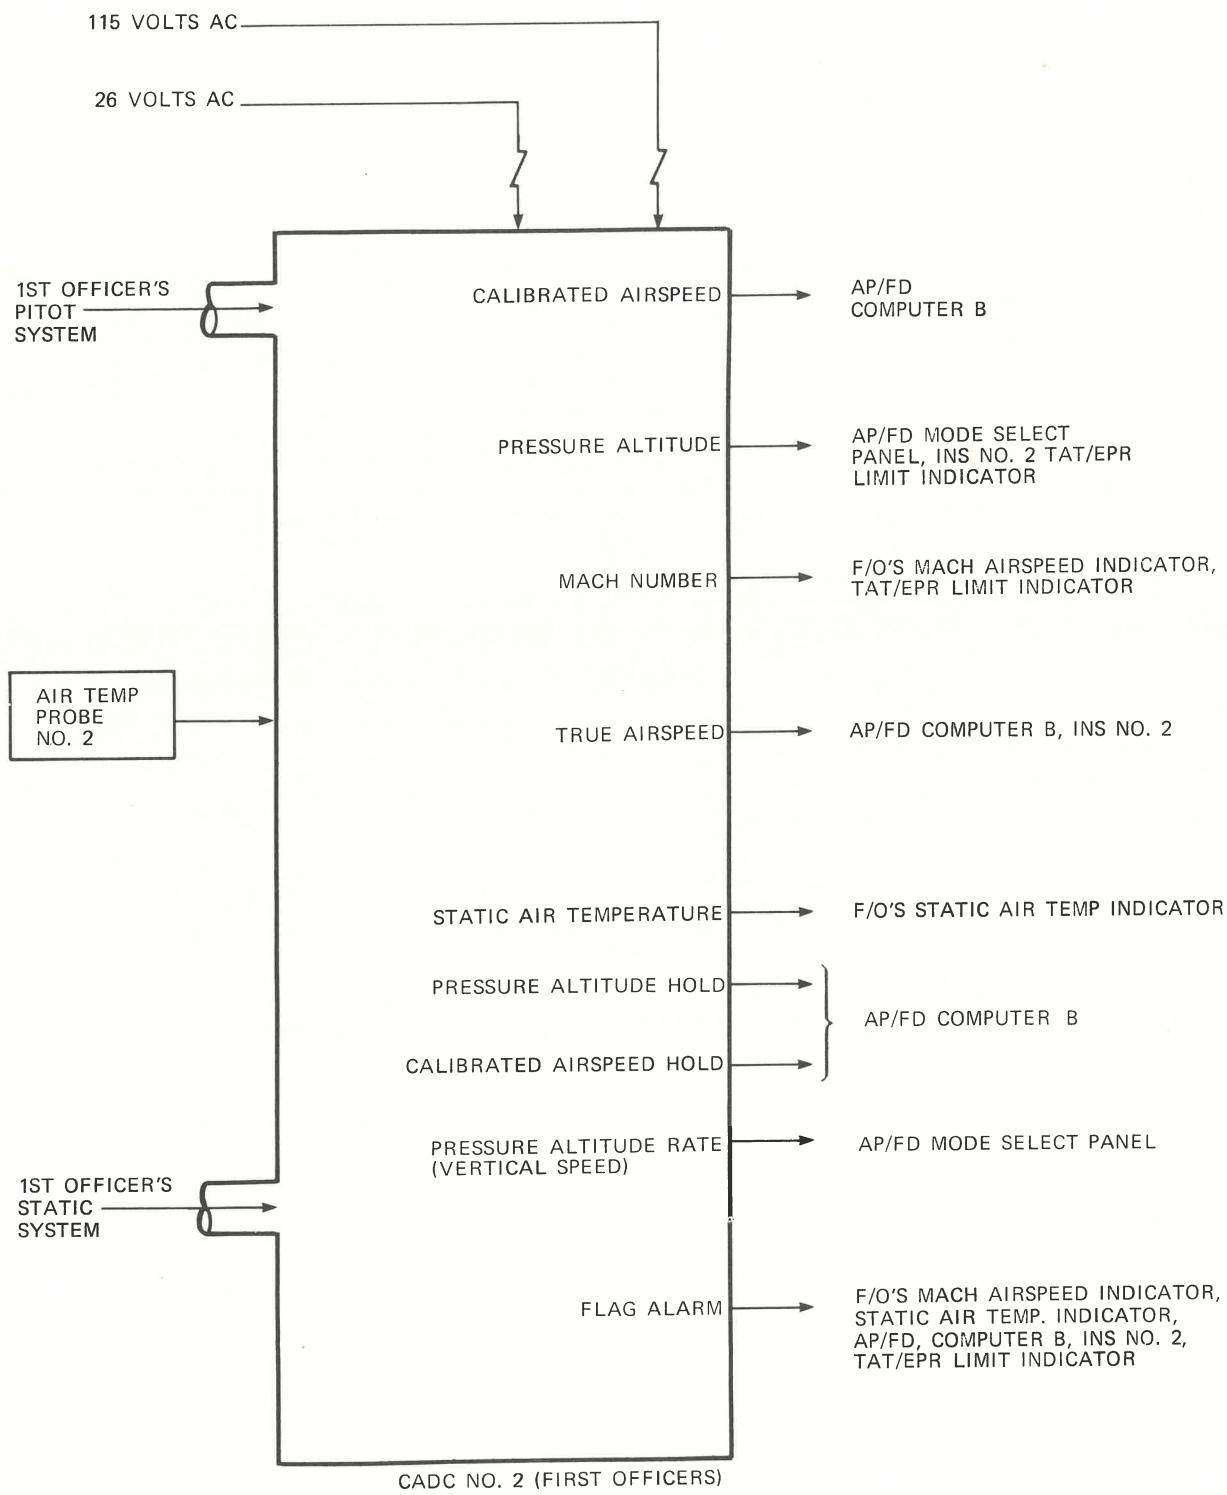 115 VOLTS AC
26 VOLTS AC
1ST OFFICER'S
PITOT
SYSTEM
CALIBRATED AIRSPEED
AP/FD
COMPUTER B
PRESSURE ALTITUDE
AP/FD MODE SELECT
PANEL, INS NO. 2 TAT/EPR
LIMIT INDICATOR
MACH NUMBER
F/O'S MACH AIRSPEED INDICATOR,
TAT/EPR LIMIT INDICATOR
AIR TEMP
PROBE
NO. 2
TRUE AIRSPEED
AP/FD COMPUTER B, INS NO. 2
STATIC AIR TEMPERATURE
F/O'S STATIC AIR TEMP INDICATOR
PRESSURE ALTITUDE HOLD
AP/FD COMPUTER B
CALIBRATED AIRSPEED HOLD
PRESSURE ALTITUDE RATE
(VERTICAL SPEED)
AP/FD MODE SELECT PANEL
1ST OFFICER'S
STATIC
SYSTEM
FLAG ALARM
F/O'S MACH AIRSPEED INDICATOR,
STATIC AIR TEMP. INDICATOR,
AP/FD, COMPUTER B, INS NO. 2,
TAT/EPR LIMIT INDICATOR
CADC NO. 2 (FIRST OFFICERS)